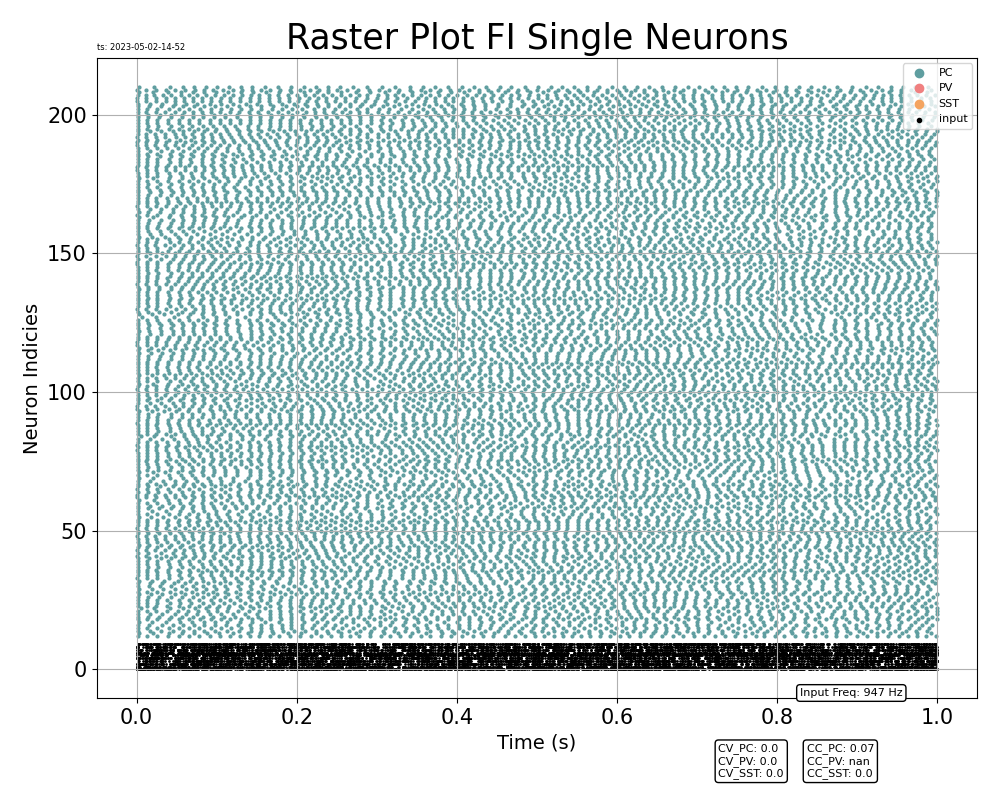 Raster Plot FI Single Neurons
ts: 2023-05-02-14-52
PC
PV
SST
input
200
150
100
50
0
Neuron Indicies
0.0 0.2 0.4 0.6 0.8 1.0
Time (s)
Input Freq: 947 Hz
CV_PC: 0.0
CV_PV: 0.0
CV_SST: 0.0
CC_PC: 0.07
CC_PV: nan
CC_SST: 0.0